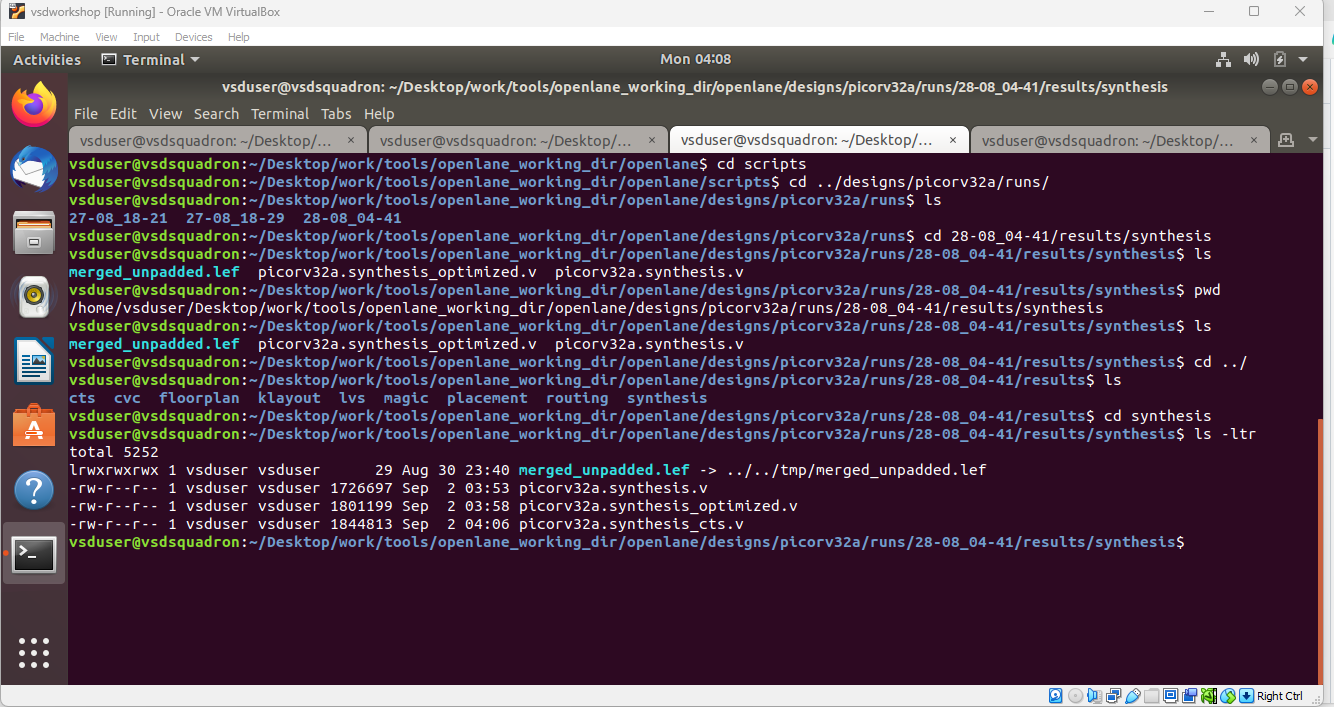 vsdworkshop [Running] - Oracle VM VirtualBox
File Machine View Input Devices Help
Activities Terminal Mon 04:08
vsduser@vsdsquadron: ~/Desktop/work/tools/openlane_working_dir/openlane/designs/picorv32a/runs/28-08_04-41/results/synthesis
File Edit View Search Terminal Tabs Help
vsduser@vsdsquadron: ~/Desktop/... × vsduser@vsdsquadron: ~/Desktop/... × vsduser@vsdsquadron: ~/Desktop/... × vsduser@vsdsquadron: ~/Desktop/... ×
vsduser@vsdsquadron:~/Desktop/work/tools/openlane_working_dir/openlane$ cd scripts
vsduser@vsdsquadron:~/Desktop/work/tools/openlane_working_dir/openlane/scripts$ cd ../designs/picorv32a/runs/
vsduser@vsdsquadron:~/Desktop/work/tools/openlane_working_dir/openlane/designs/picorv32a/runs$ ls
27-08_18-21  27-08_18-29  28-08_04-41
vsduser@vsdsquadron:~/Desktop/work/tools/openlane_working_dir/openlane/designs/picorv32a/runs$ cd 28-08_04-41/results/synthesis
vsduser@vsdsquadron:~/Desktop/work/tools/openlane_working_dir/openlane/designs/picorv32a/runs/28-08_04-41/results/synthesis$ ls
merged_unpadded.lef  picorv32a.synthesis_optimized.v  picorv32a.synthesis.v
vsduser@vsdsquadron:~/Desktop/work/tools/openlane_working_dir/openlane/designs/picorv32a/runs/28-08_04-41/results/synthesis$ pwd
/home/vsduser/Desktop/work/tools/openlane_working_dir/openlane/designs/picorv32a/runs/28-08_04-41/results/synthesis
vsduser@vsdsquadron:~/Desktop/work/tools/openlane_working_dir/openlane/designs/picorv32a/runs/28-08_04-41/results/synthesis$ ls
merged_unpadded.lef  picorv32a.synthesis_optimized.v  picorv32a.synthesis.v
vsduser@vsdsquadron:~/Desktop/work/tools/openlane_working_dir/openlane/designs/picorv32a/runs/28-08_04-41/results/synthesis$ cd ../
vsduser@vsdsquadron:~/Desktop/work/tools/openlane_working_dir/openlane/designs/picorv32a/runs/28-08_04-41/results$ ls
cts  cvc  floorplan  klayout  lvs  magic  placement  routing  synthesis
vsduser@vsdsquadron:~/Desktop/work/tools/openlane_working_dir/openlane/designs/picorv32a/runs/28-08_04-41/results$ cd synthesis
vsduser@vsdsquadron:~/Desktop/work/tools/openlane_working_dir/openlane/designs/picorv32a/runs/28-08_04-41/results/synthesis$ ls -ltr
total 5252
lrwxrwxrwx 1 vsduser vsduser      29 Aug 30 23:40 merged_unpadded.lef -> ../../tmp/merged_unpadded.lef
-rw-r--r-- 1 vsduser vsduser 1726697 Sep  2 03:53 picorv32a.synthesis.v
-rw-r--r-- 1 vsduser vsduser 1801199 Sep  2 03:58 picorv32a.synthesis_optimized.v
-rw-r--r-- 1 vsduser vsduser 1844813 Sep  2 04:06 picorv32a.synthesis_cts.v
vsduser@vsdsquadron:~/Desktop/work/tools/openlane_working_dir/openlane/designs/picorv32a/runs/28-08_04-41/results/synthesis$
Right Ctrl